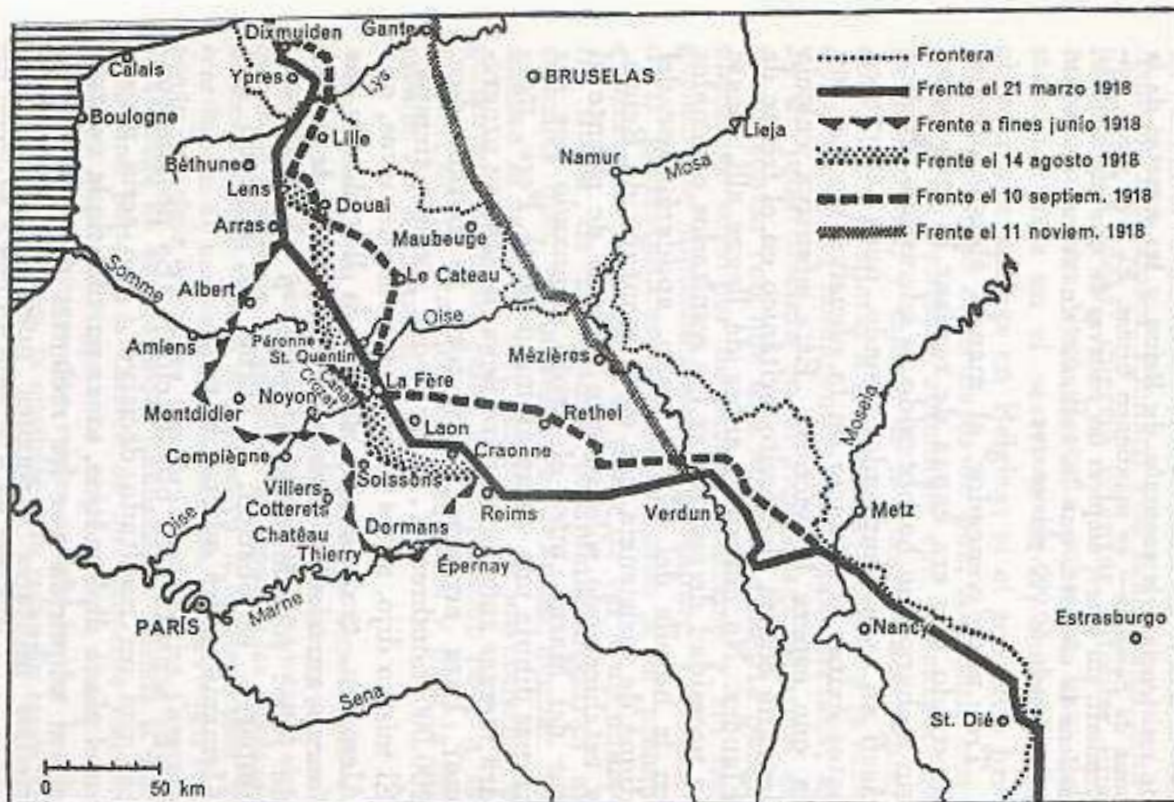 Dixmuiden
Gante
Calais
Ypres
Lys
BRUSELAS
Boulogne
Lille
Lieja
Béthune
Namur
Mosa
Lens
Douai
Arras
Maubeuge
Somme
Le Cateau
Albert
Oise
Amiens
Péronne
St. Quentin
Canal
Crozat
Mézières
La Fère
Noyon
Montdidier
Rethel
Laon
Mosela
Compiègne
Craonne
Soissons
Villers
Cotterets
Reims
Verdun
Metz
Oise
Chatêau
Thierry
Dormans
Épernay
Marne
PARÍS
Nancy
Estrasburgo
Sena
St. Dié
0 50 km
Frontera
Frente el 21 marzo 1918
Frente a fines junio 1918
Frente el 14 agosto 1918
Frente el 10 septiem. 1918
Frente el 11 noviem. 1918